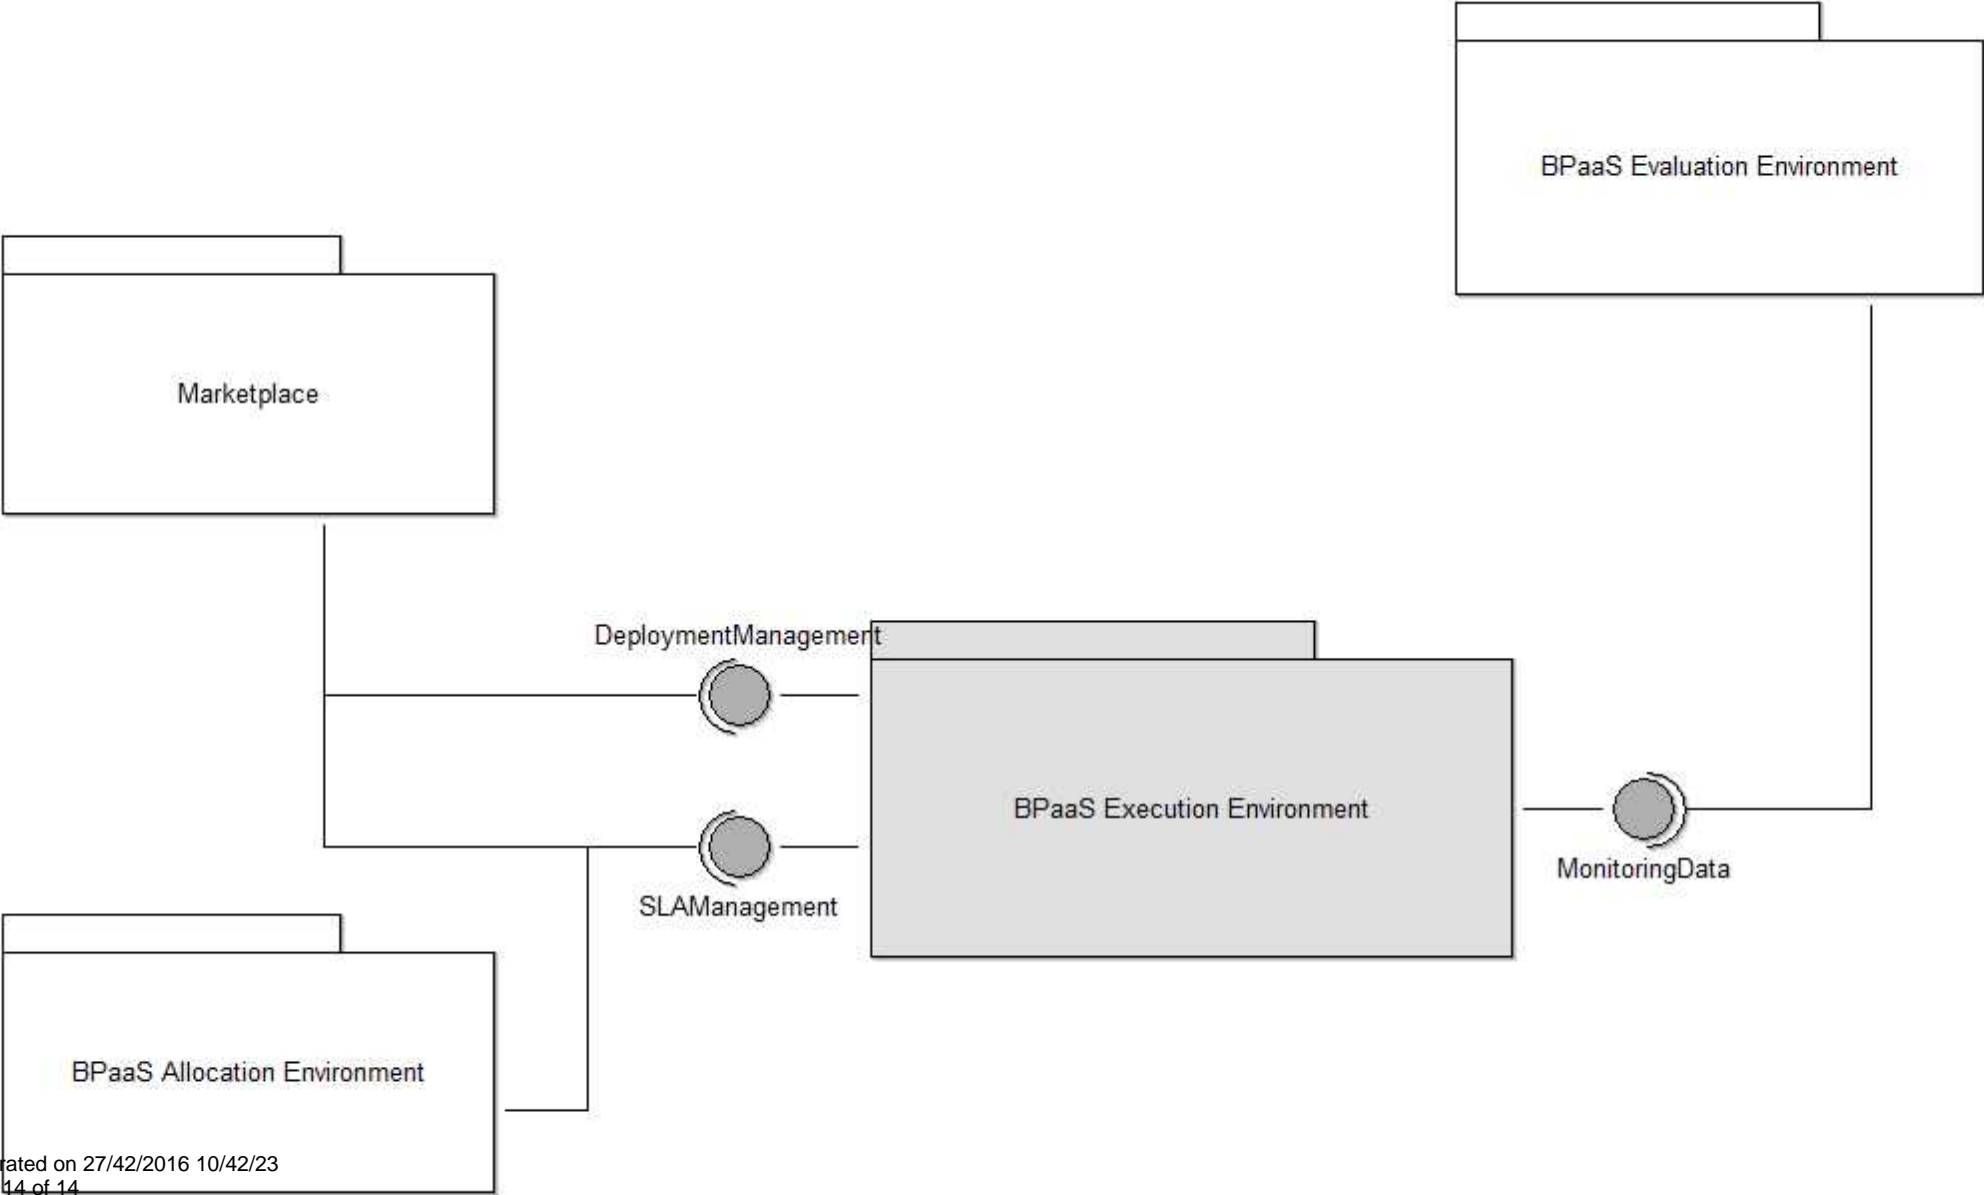 BPaaS Evaluation Environment
Marketplace
DeploymentManagement
BPaaS Execution Environment
MonitoringData
SLAManagement
BPaaS Allocation Environment
rated on 27/42/2016 10/42/23
14 of 14